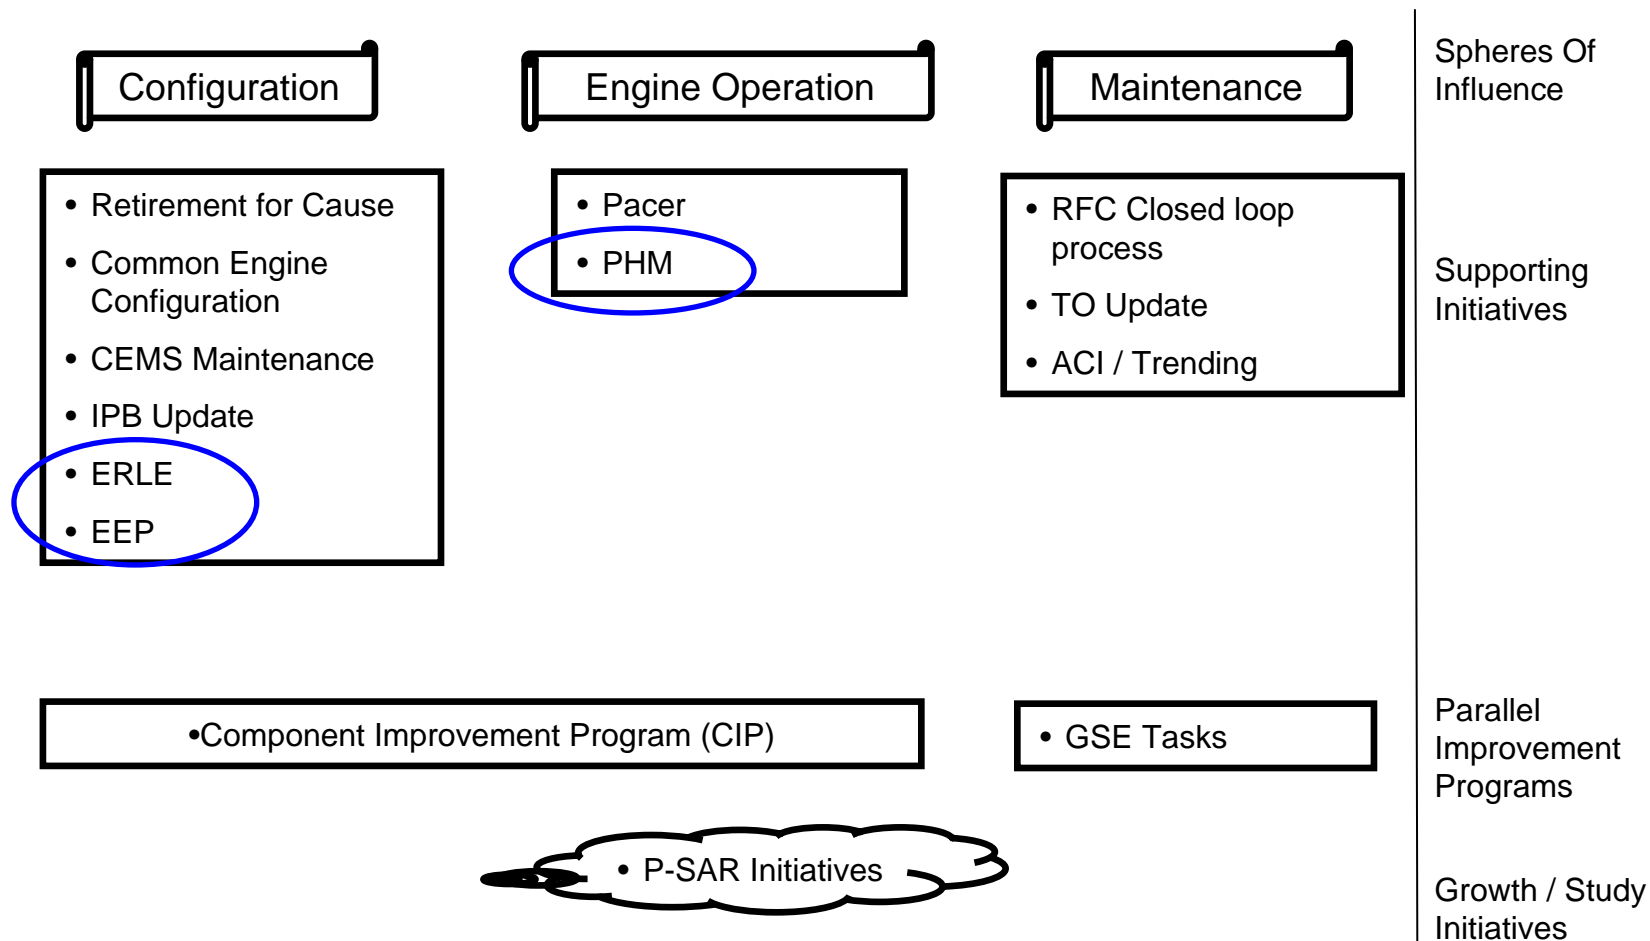 Configuration
Engine Operation
Maintenance
Spheres Of
Influence
• Retirement for Cause
• Common Engine
Configuration
• CEMS Maintenance
• IPB Update
• ERLE
• EEP
• Pacer
• PHM
• RFC Closed loop
process
• TO Update
• ACI / Trending
Supporting
Initiatives
•Component Improvement Program (CIP)
• GSE Tasks
Parallel
Improvement
Programs
• P-SAR Initiatives
Growth / Study
Initiatives